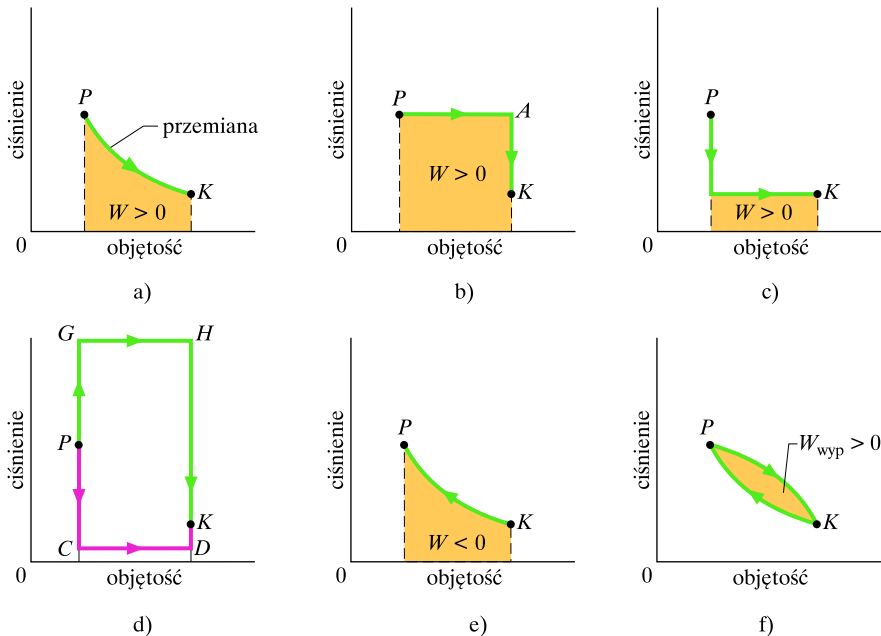 ciśnienie
P
przemiana
K
W > 0
0
objętość
a)
ciśnienie
P
A
W > 0
K
0
objętość
b)
ciśnienie
P
K
W > 0
0
objętość
c)
ciśnienie
G
H
P
K
C
D
0
objętość
d)
ciśnienie
P
K
W < 0
0
objętość
e)
ciśnienie
P
W wyp > 0
K
0
objętość
f)